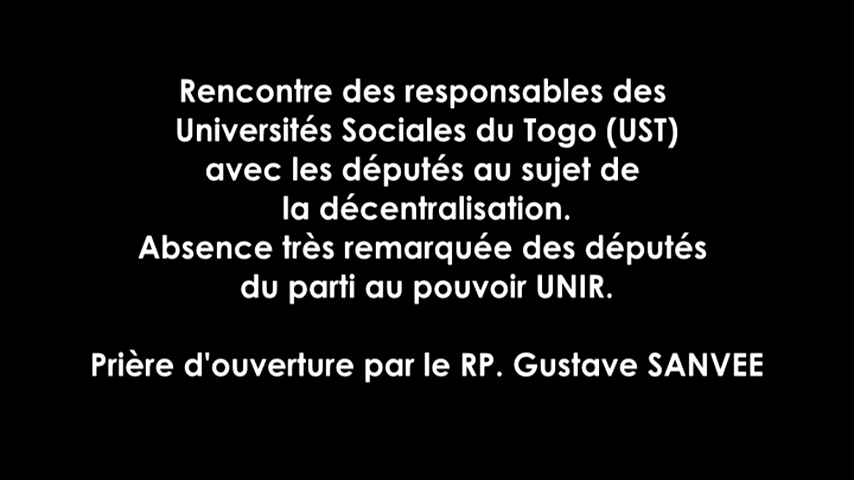 Rencontre des responsables des
Universités Sociales du Togo (UST)
avec les députés au sujet de
la décentralisation.
Absence très remarquée des députés
du parti au pouvoir UNIR.
Prière d'ouverture par le RP. Gustave SANVEE